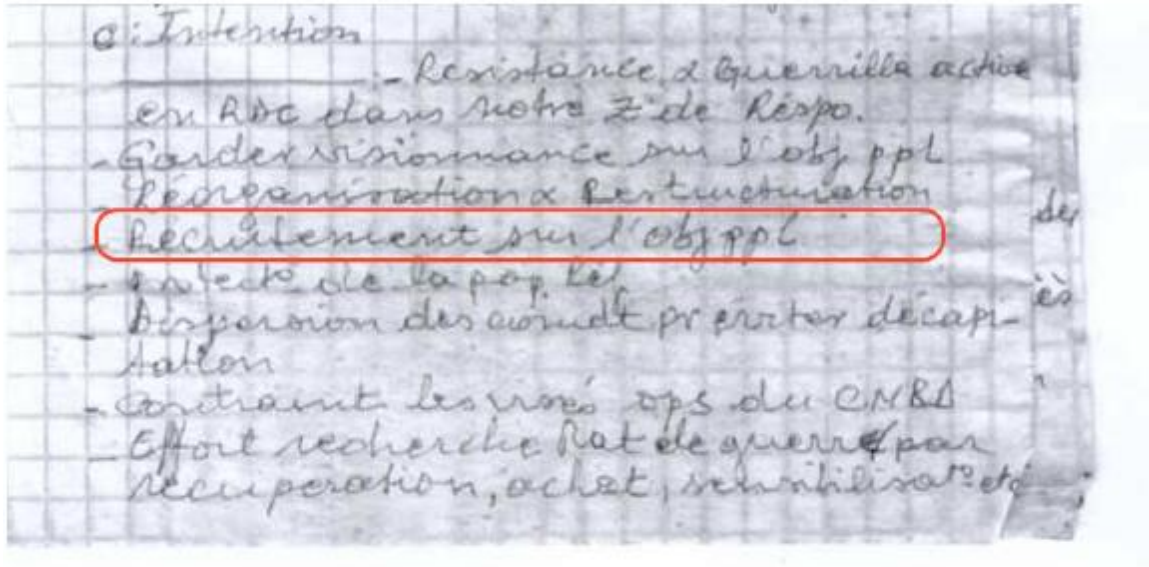 C: Intention
- Resistance & Guerrilla active
en RDC dans notre Z de Respo.
- Garder visionnance sur l'obj ppl
- Réorganisation & Restructuration
- Recrutement sur l'obj ppl
- de la pop
- Dispersion des comdt pr éviter décapi-
tation
- Contraint les ops du CNRD
- Effort recherche Mat de guerre par
récupération, achat, sensibilisat° etc